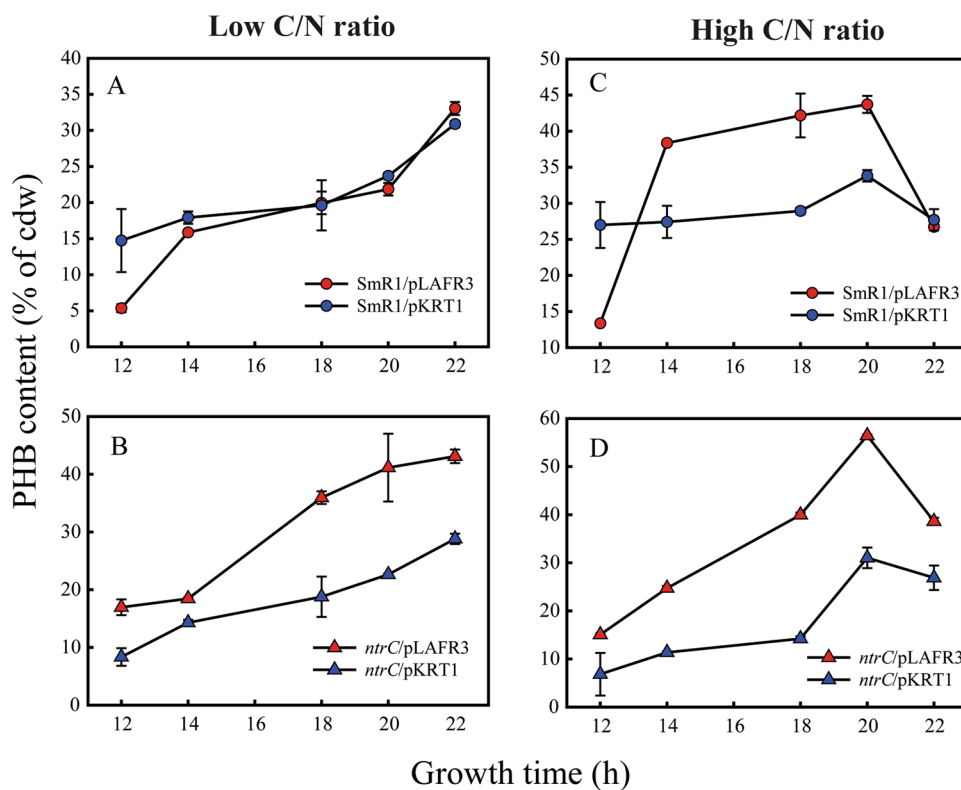 Low C/N ratio
High C/N ratio
PHB content (% of cdw)
A
40
35
30
25
20
15
10
5
0
SmR1/pLAFR3
SmR1/pKRT1
12 14 16 18 20 22
C
50
45
40
35
30
25
20
15
10
SmR1/pLAFR3
SmR1/pKRT1
12 14 16 18 20 22
B
50
40
30
20
10
0
ntrC/pLAFR3
ntrC/pKRT1
12 14 16 18 20 22
D
60
50
40
30
20
10
0
ntrC/pLAFR3
ntrC/pKRT1
12 14 16 18 20 22
Growth time (h)